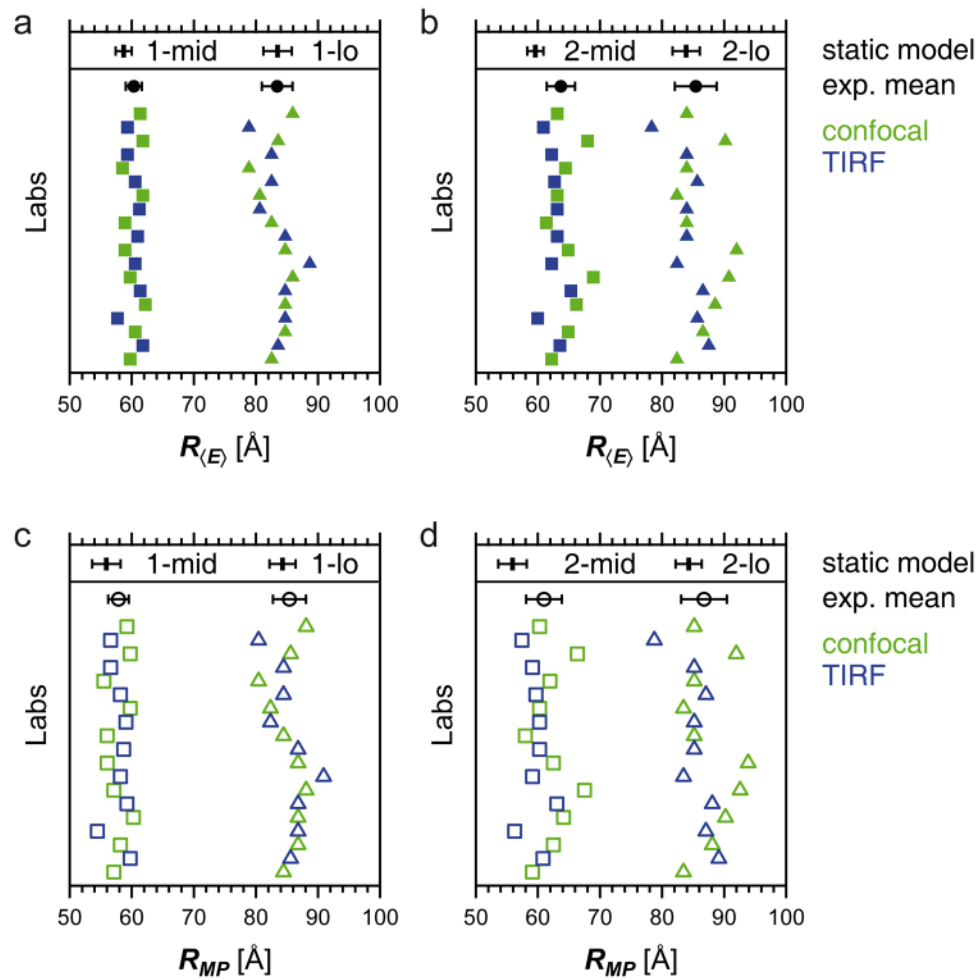 a
1-mid 1-lo
Labs
50 60 70 80 90 100
R⟨E⟩ [Å]
b
2-mid 2-lo
static model
exp. mean
confocal
TIRF
Labs
50 60 70 80 90 100
R⟨E⟩ [Å]
c
1-mid 1-lo
Labs
50 60 70 80 90 100
RMP [Å]
d
2-mid 2-lo
static model
exp. mean
confocal
TIRF
Labs
50 60 70 80 90 100
RMP [Å]